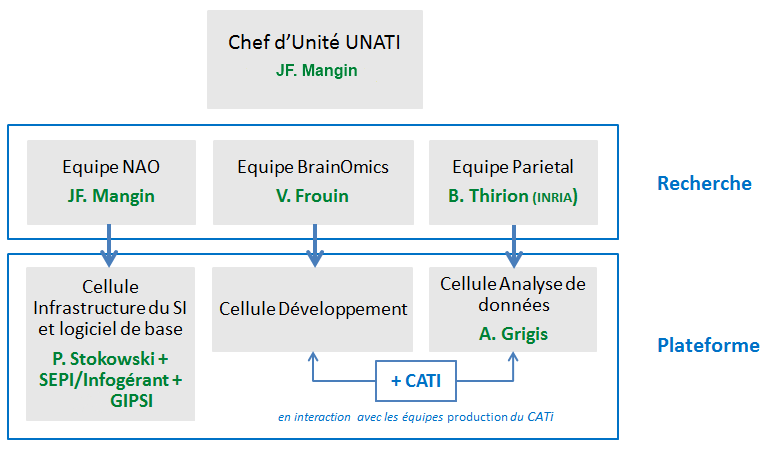 Chef d'Unité UNATI
JF. Mangin
Equipe NAO
JF. Mangin
Equipe BrainOmics
V. Frouin
Equipe Parietal
B. Thirion (INRIA)
Recherche
Cellule
Infrastructure du SI
et logiciel de base
P. Stokowski +
SEPI/Infogérant +
GIPSI
Cellule Développement
Cellule Analyse de
données
A. Grigis
Plateforme
+ CATI
en interaction avec les équipes production du CATi